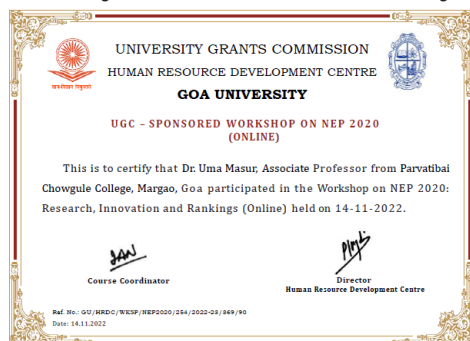 UNIVERSITY GRANTS COMMISSION
HUMAN RESOURCE DEVELOPMENT CENTRE
GOA UNIVERSITY
UGC – SPONSORED WORKSHOP ON NEP 2020
(ONLINE)
This is to certify that Dr. Uma Masur, Associate Professor from Parvatibai
Chowgule College, Margao, Goa participated in the Workshop on NEP 2020:
Research, Innovation and Rankings (Online) held on 14-11-2022.
Course Coordinator
Director
Human Resource Development Centre
Ref. No.: GU/HRDC/WKSP/NEP2020/254/2022-23/869/90
Date: 14.11.2022